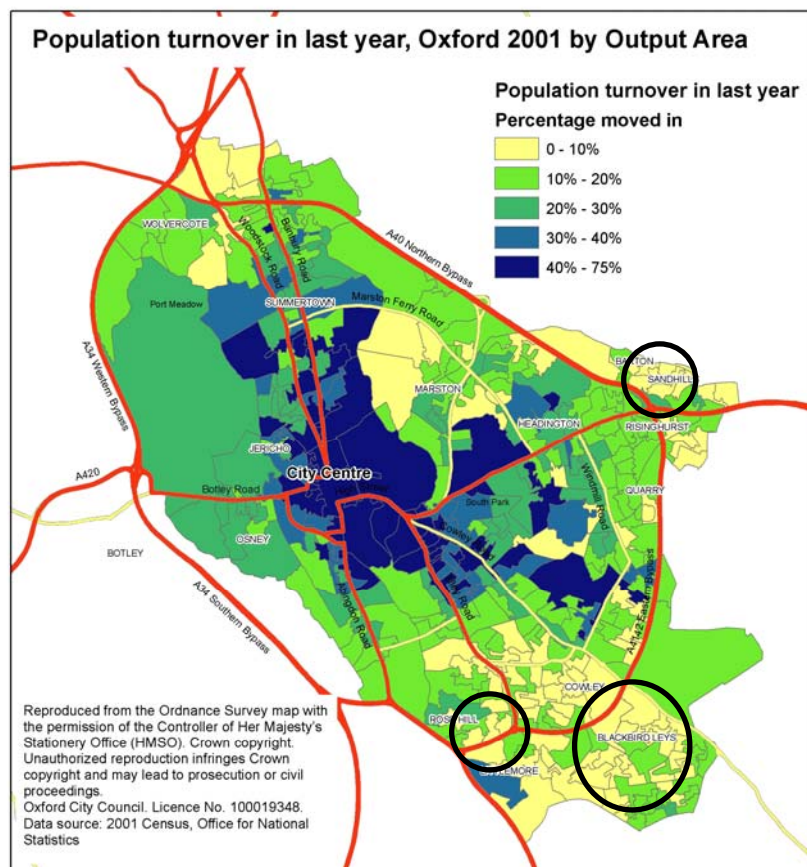 Population turnover in last year, Oxford 2001 by Output Area
Population turnover in last year
Percentage moved in
0 - 10%
10% - 20%
20% - 30%
30% - 40%
40% - 75%
WOLVERCOTE
Woodstock Road
Banbury Road
A40 Northern Bypass
Port Meadow
SUMMERTOWN
Marston Ferry Road
A34 Western Bypass
MARSTON
BARTON
SANDHILL
HEADINGTON
RISINGHURST
JERICHO
City Centre
A420
Botley Road
South Park
Windmill Road
QUARRY
OSNEY
BOTLEY
Cowley Road
Abingdon Road
Road
A34 Southern Bypass
A4142 Eastern Bypass
COWLEY
ROSE HILL
BLACKBIRD LEYS
LITTLEMORE
Reproduced from the Ordnance Survey map with
the permission of the Controller of Her Majesty's
Stationery Office (HMSO). Crown copyright.
Unauthorized reproduction infringes Crown
copyright and may lead to prosecution or civil
proceedings.
Oxford City Council. Licence No. 100019348.
Data source: 2001 Census, Office for National
Statistics